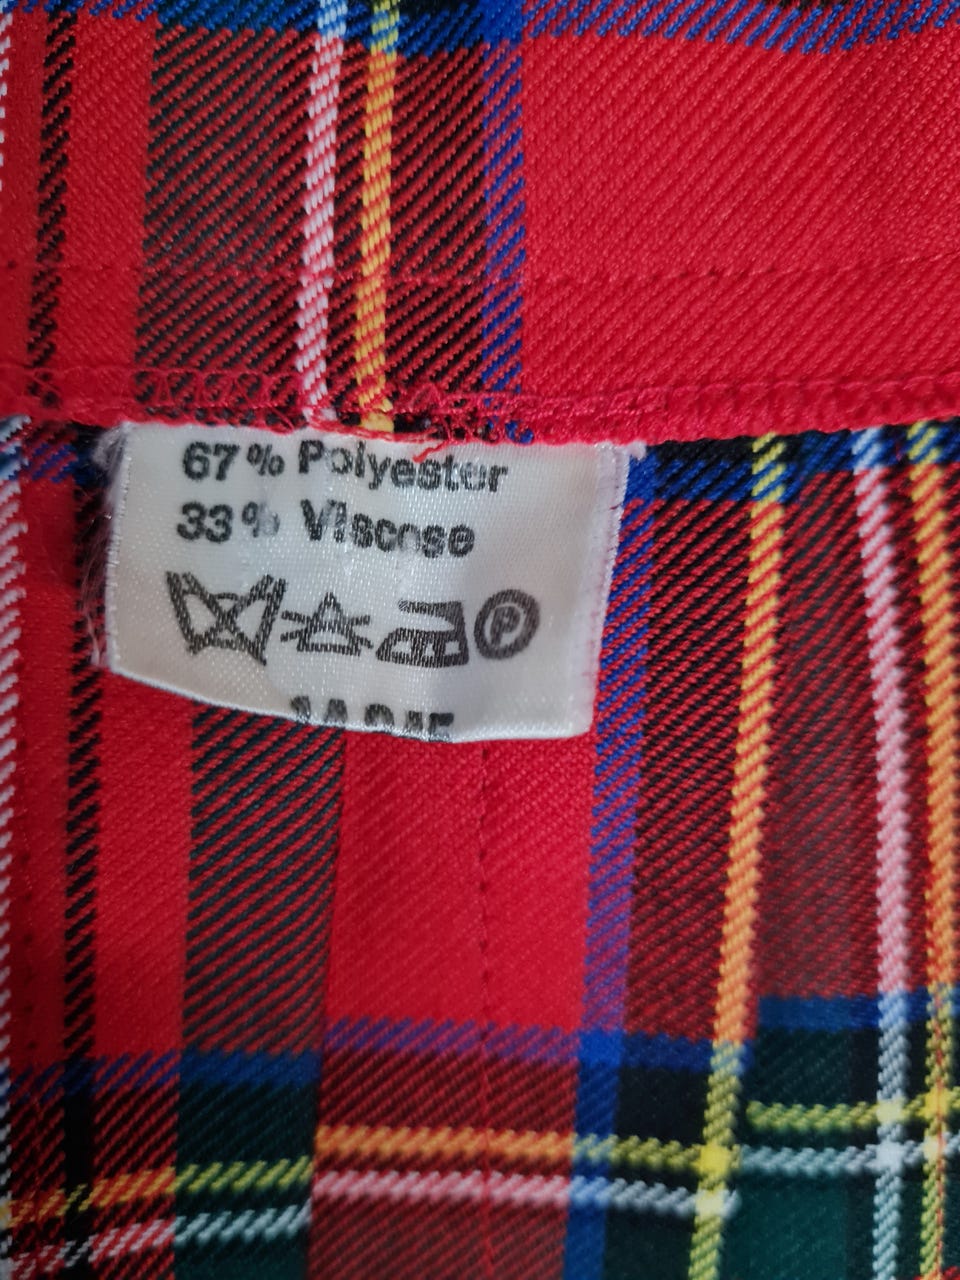 67% Polyester
33% Viscose
P